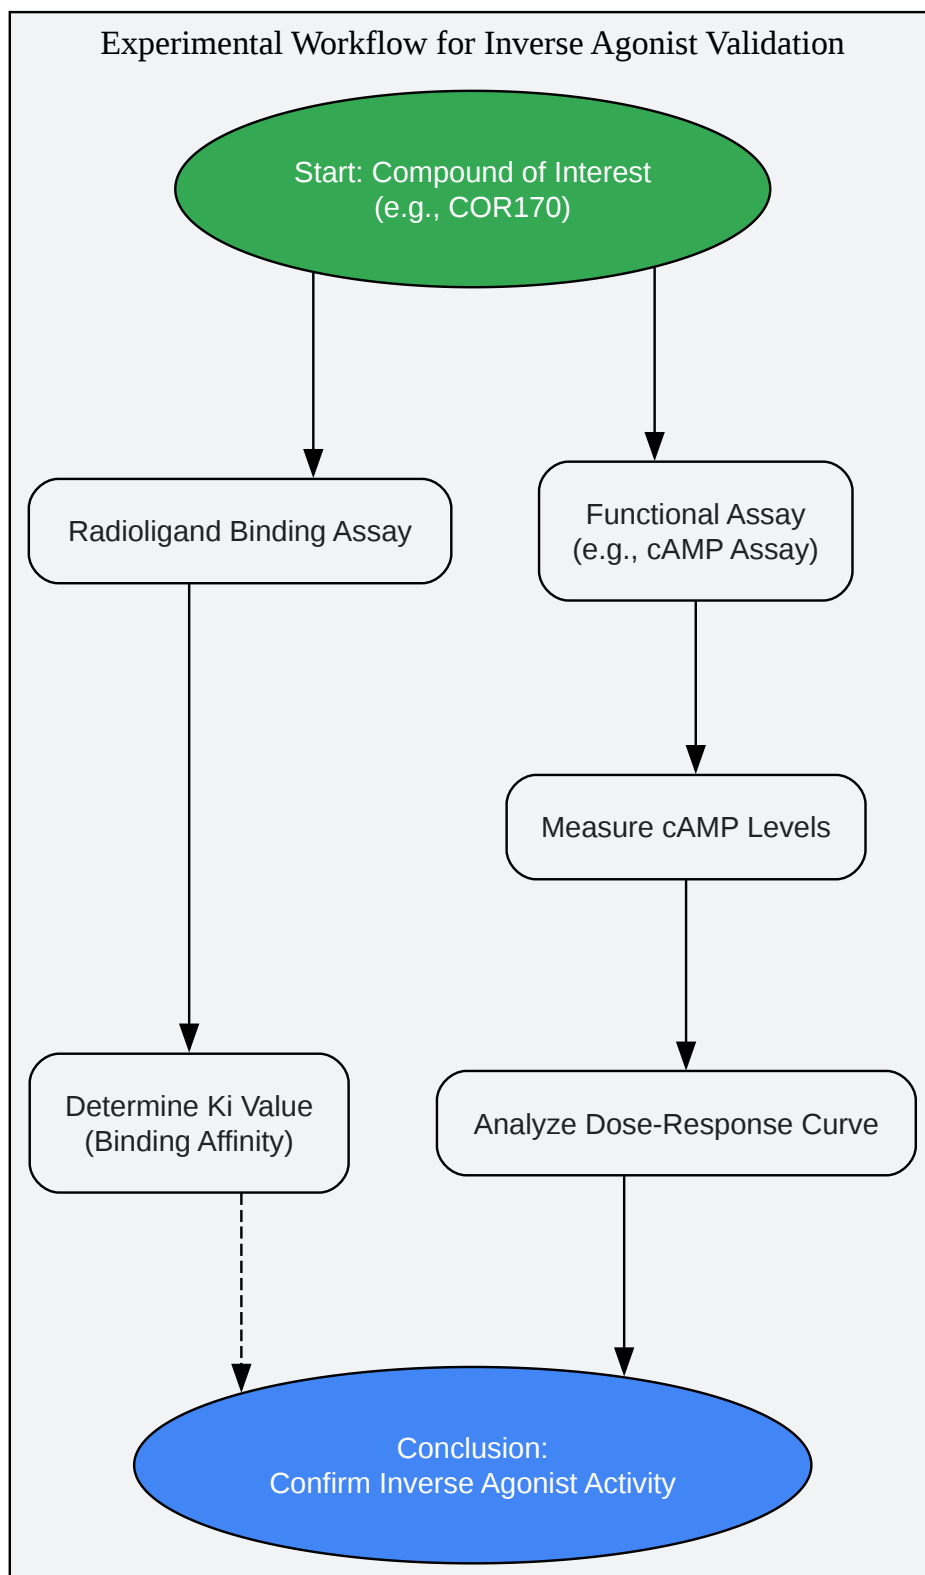 Experimental Workflow for Inverse Agonist Validation
Start: Compound of Interest
(e.g., COR170)
Radioligand Binding Assay
Functional Assay
(e.g., cAMP Assay)
Measure cAMP Levels
Determine Ki Value
(Binding Affinity)
Analyze Dose-Response Curve
Conclusion:
Confirm Inverse Agonist Activity